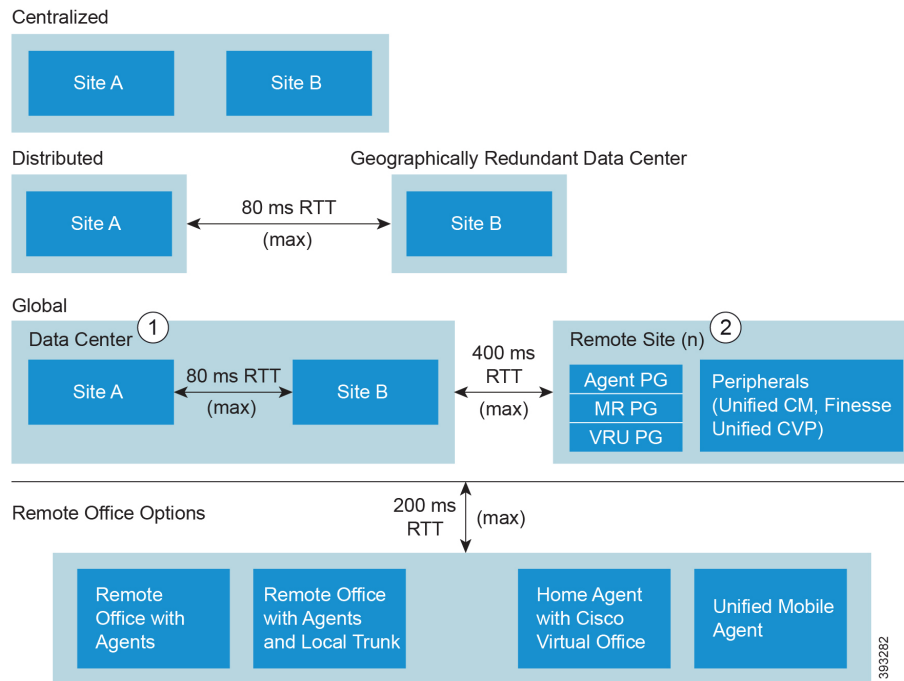 Centralized
Site A
Site B
Distributed
Geographically Redundant Data Center
Site A
80 ms RTT
(max)
Site B
Global
Data Center
1
Site A
80 ms RTT
(max)
Site B
400 ms
RTT
(max)
Remote Site (n)
2
Agent PG
MR PG
VRU PG
Peripherals
(Unified CM, Finesse
Unified CVP)
Remote Office Options
200 ms
RTT
(max)
Remote
Office with
Agents
Remote Office
with Agents
and Local Trunk
Home Agent
with Cisco
Virtual Office
Unified Mobile
Agent
393282